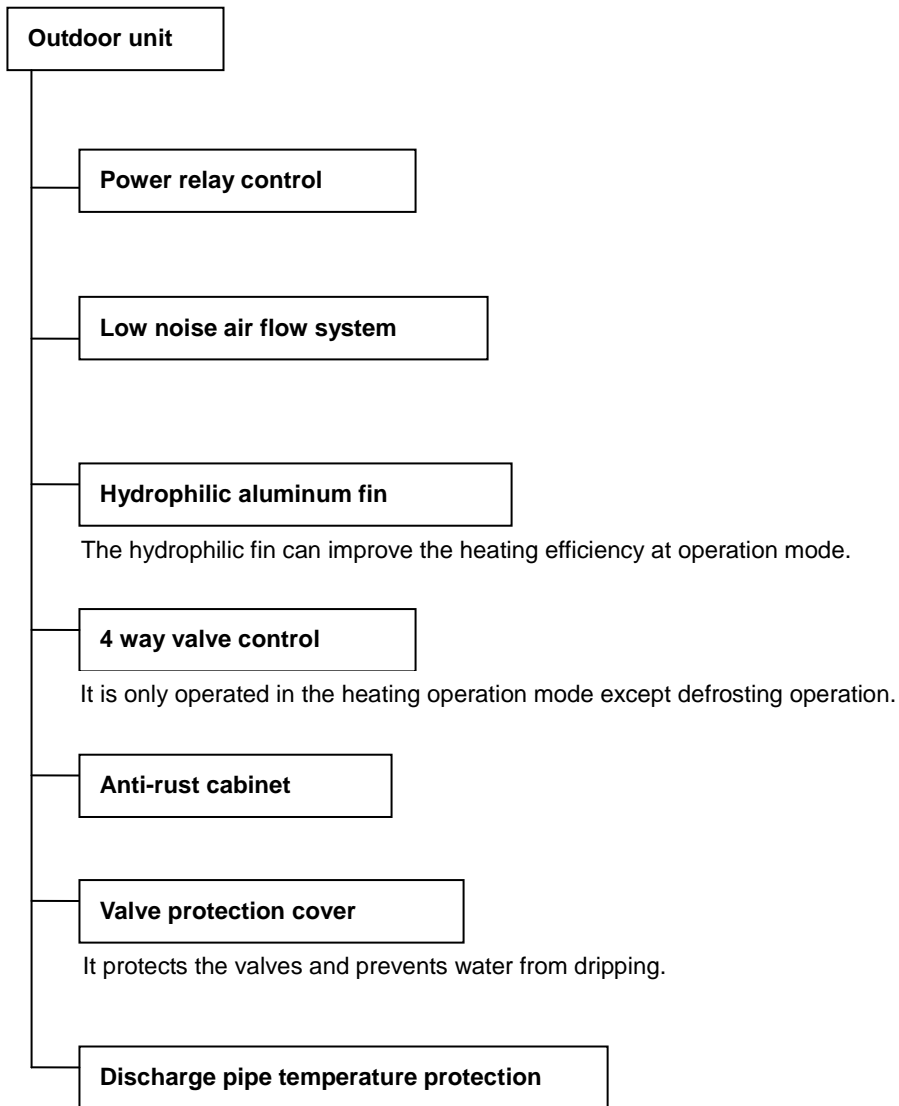 Outdoor unit
Power relay control
Low noise air flow system
Hydrophilic aluminum fin
The hydrophilic fin can improve the heating efficiency at operation mode.
4 way valve control
It is only operated in the heating operation mode except defrosting operation.
Anti-rust cabinet
Valve protection cover
It protects the valves and prevents water from dripping.
Discharge pipe temperature protection